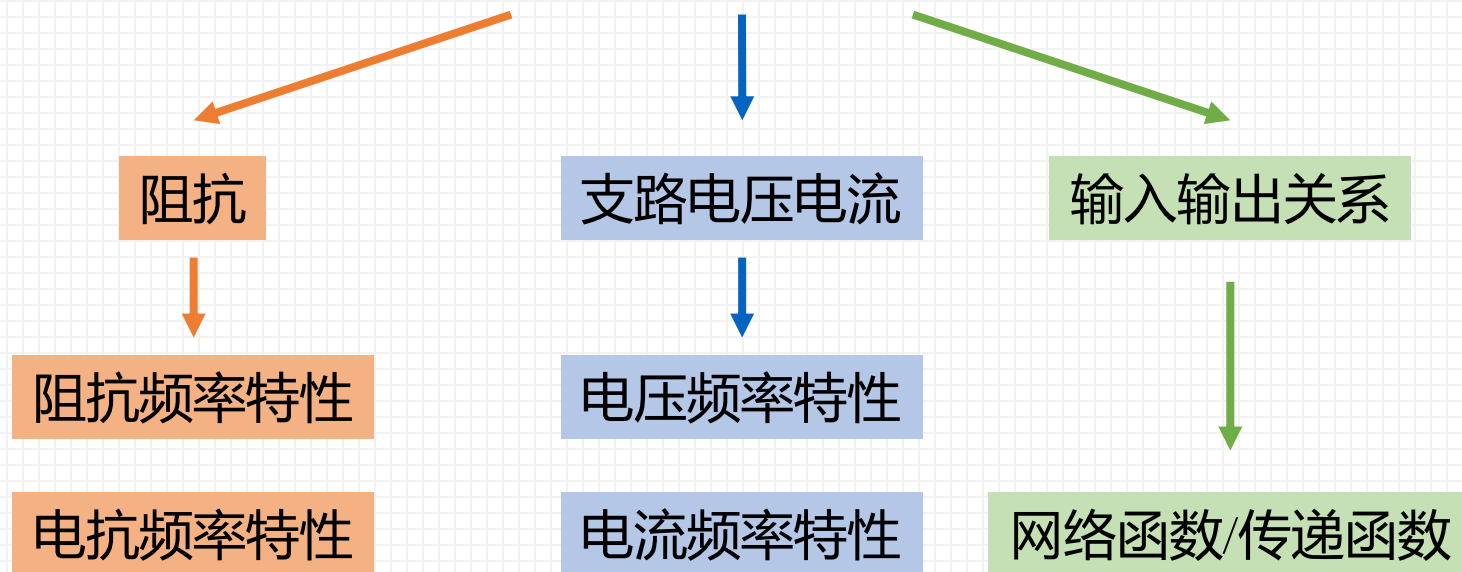 阻抗
支路电压电流
输入输出关系
阻抗频率特性
电压频率特性
电抗频率特性
电流频率特性
网络函数/传递函数